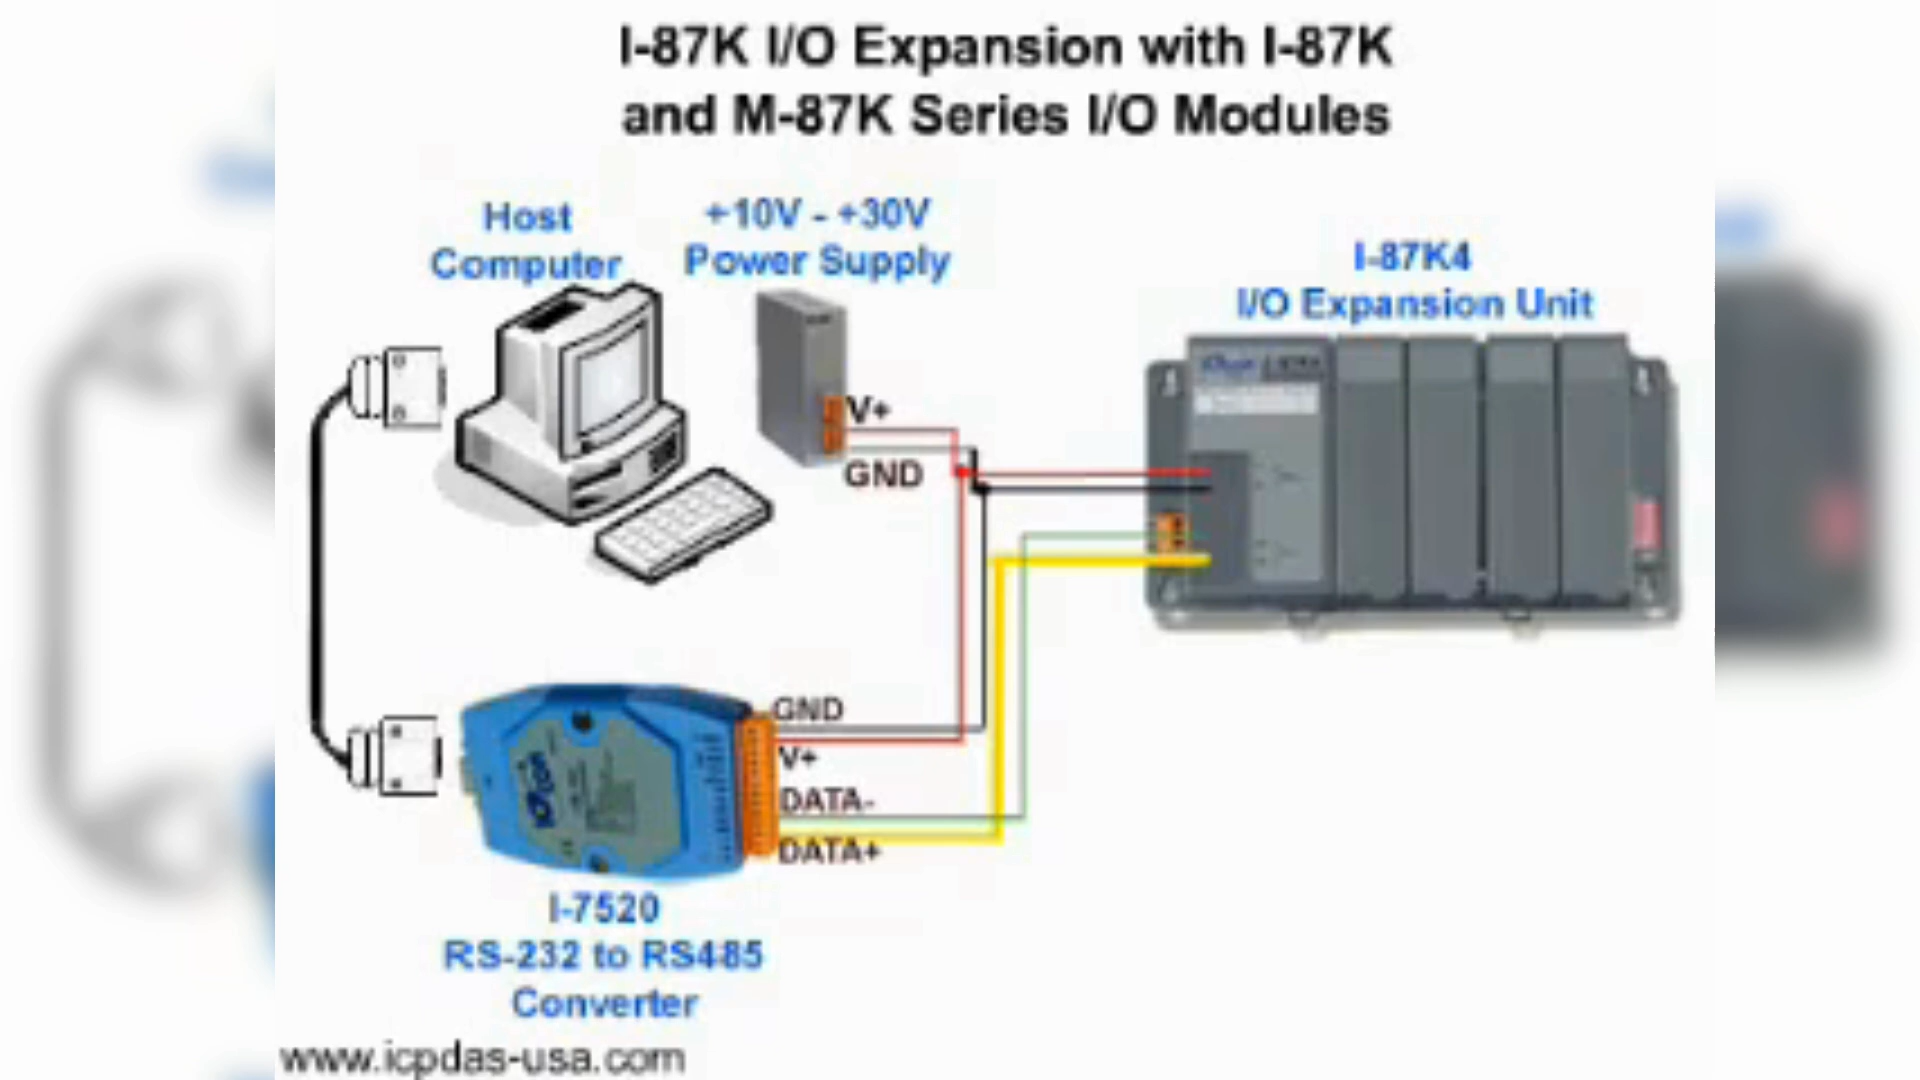 I-87K I/O Expansion with I-87K
and M-87K Series I/O Modules
Host
Computer
+10V - +30V
Power Supply
I-87K4
I/O Expansion Unit
V+
GND
GND
V+
DATA-
DATA+
I-7520
RS-232 to RS485
Converter
www.icpdas-usa.com